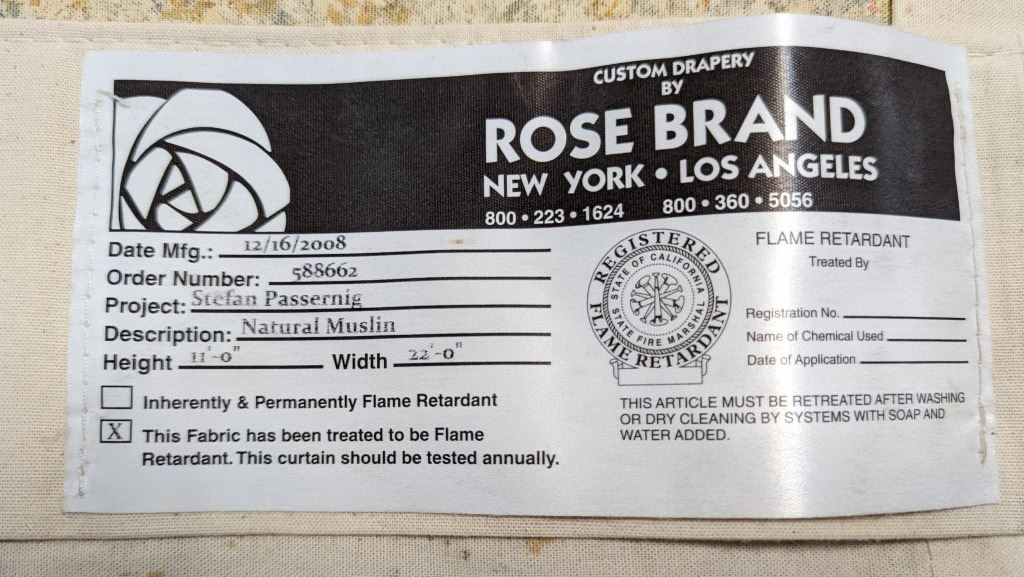 CUSTOM DRAPERY
BY
ROSE BRAND
NEW YORK • LOS ANGELES
800 • 223 • 1624 800 • 360 • 5056
Date Mfg.: 12/16/2008
Order Number: 588662
Project: Stefan Passernig
Description: Natural Muslin
Height 11'-0" Width 22'-0"
Inherently & Permanently Flame Retardant
X This Fabric has been treated to be Flame
Retardant. This curtain should be tested annually.
REGISTERED
FLAME RETARDANT
STATE OF CALIFORNIA
STATE FIRE MARSHAL
FLAME RETARDANT
Treated By
Registration No.
Name of Chemical Used
Date of Application
THIS ARTICLE MUST BE RETREATED AFTER WASHING
OR DRY CLEANING BY SYSTEMS WITH SOAP AND
WATER ADDED.